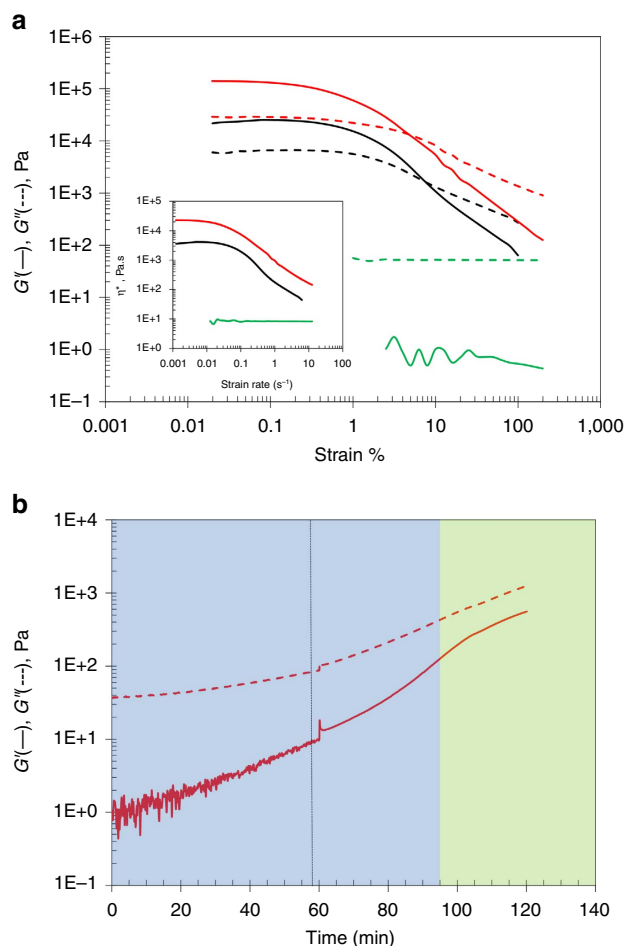 a
1E+6
1E+5
1E+4
1E+3
1E+2
1E+1
1E+0
1E−1
G′(—), G″(---), Pa
0.001
0.01
0.1
1
10
100
1,000
Strain %
1E+5
1E+4
1E+3
1E+2
1E+1
1E+0
η*, Pa.s
0.001
0.01
0.1
1
10
100
Strain rate (s⁻¹)
b
1E+4
1E+3
1E+2
1E+1
1E+0
1E−1
G′(—), G″(---), Pa
0
20
40
60
80
100
120
140
Time (min)